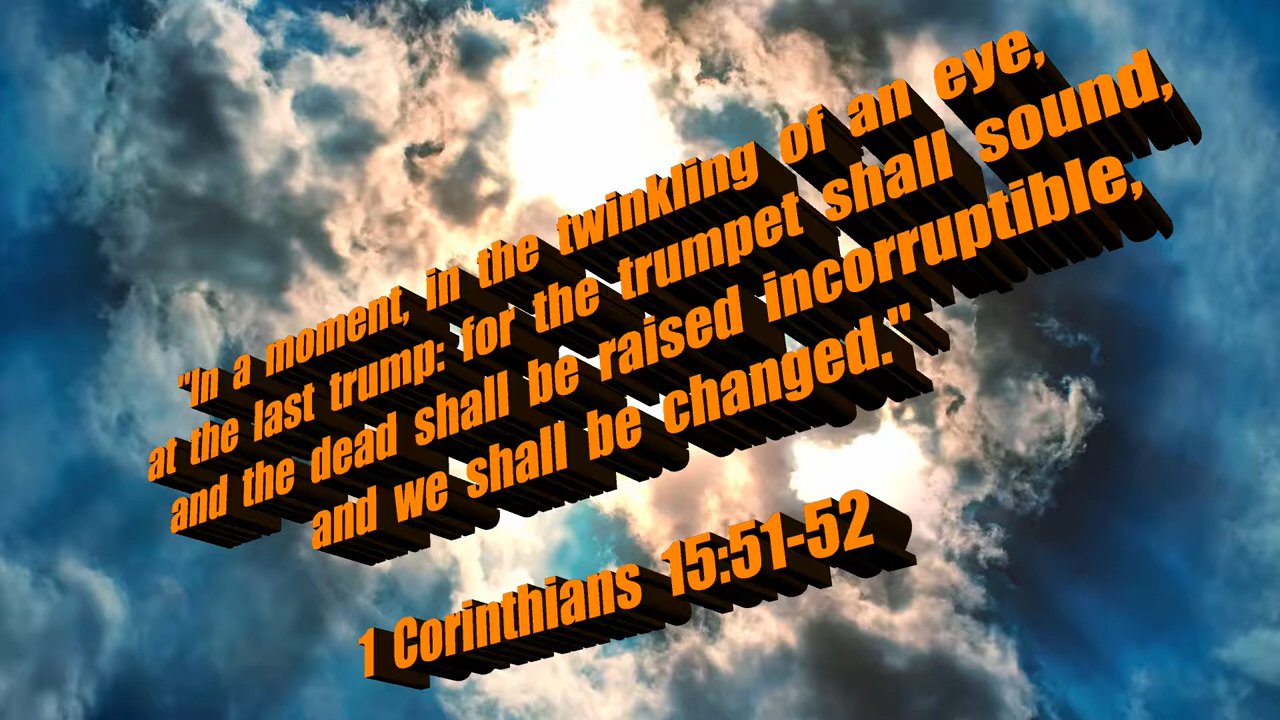 "In a moment, in the twinkling of an eye,
at the last trump: for the trumpet shall sound,
and the dead shall be raised incorruptible,
and we shall be changed."
1 Corinthians 15:51-52